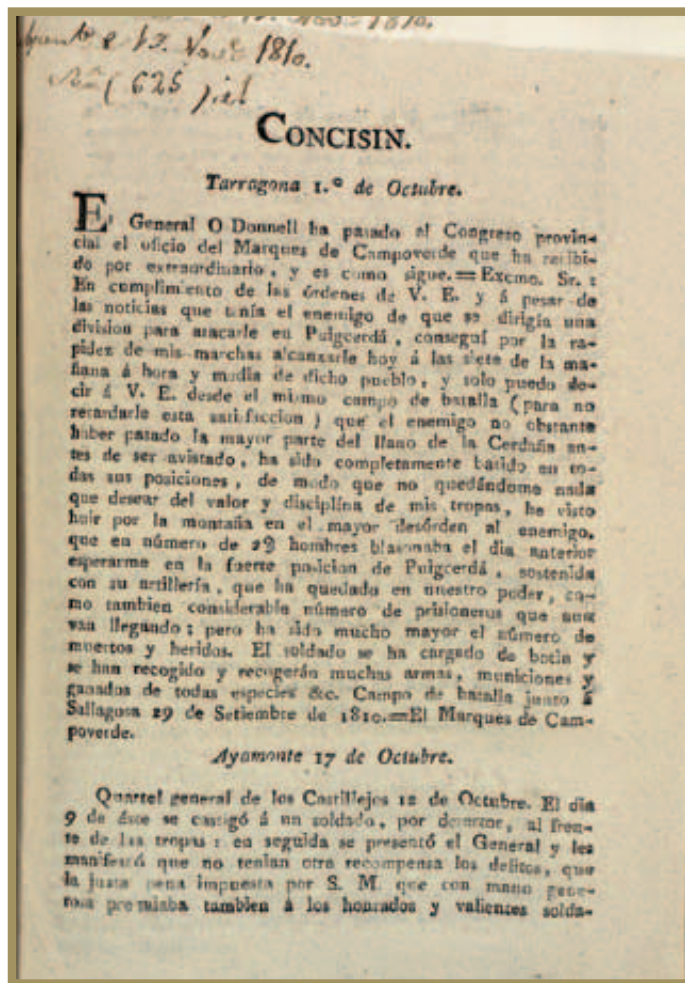 Nov. 1810.
e 17. Nov.e 1810.
(625)
CONCISIN.
Tarragona 1.º de Octubre.
El General O Donnell ha pasado al Congreso provin-
cial el oficio del Marques de Campoverde que ha recibi-
do por extraordinario, y es como sigue.=Excmo. Sr.:
En cumplimiento de las órdenes de V. E. y á pesar de
las noticias que tenía el enemigo de que se dirigía una
division para atacarle en Puigcerdá, conseguí por la ra-
pidez de mis marchas alcanzarle hoy á las siete de la ma-
ñana á hora y media de dicho pueblo, y solo puedo de-
cir á V. E. desde el mismo campo de batalla (para no
retardarle esta satisfaccion) que el enemigo no obstante
haber pasado la mayor parte del llano de la Cerdaña an-
tes de ser avistado, ha sido completamente batido en to-
das sus posiciones, de modo que no quedándome nada
que desear del valor y disciplina de mis tropas, he visto
huir por la montaña en el mayor desórden al enemigo,
que en número de hombres blasonaba el dia anterior
esperarme en la fuerte posicion de Puigcerdá, sostenida
con su artillería, que ha quedado en nuestro poder, co-
mo tambien considerable número de prisioneros que aun
van llegando; pero ha sido mucho mayor el número de
muertos y heridos. El soldado se ha cargado de botin y
se han recogido y recogerán muchas armas, municiones y
ganados de todas especies &c. Campo de batalla junto á
Sallagosa 29 de Setiembre de 1810.=El Marques de Cam-
poverde.
Ayamonte 17 de Octubre.
Quartel general de los Castillejos 12 de Octubre. El dia
9 de éste se castigó á un soldado, por desertor, al fren-
te de las tropas: en seguida se presentó el General y les
manifestó que no tenian otra recompensa los delitos, que
la justa pena impuesta por S. M. que con mano gene-
rosa premiaba tambien á los honrados y valientes solda-